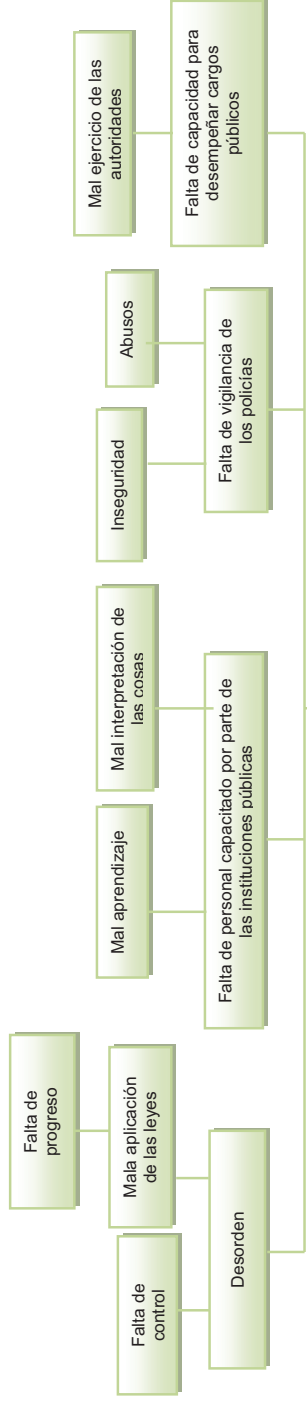 Falta de
progreso
Falta de
control
Mala aplicación
de las leyes
Desorden
Mal aprendizaje
Mal interpretación de
las cosas
Falta de personal capacitado por parte de
las instituciones públicas
Inseguridad
Abusos
Falta de vigilancia de
los policías
Mal ejercicio de las
autoridades
Falta de capacidad para
desempeñar cargos
públicos